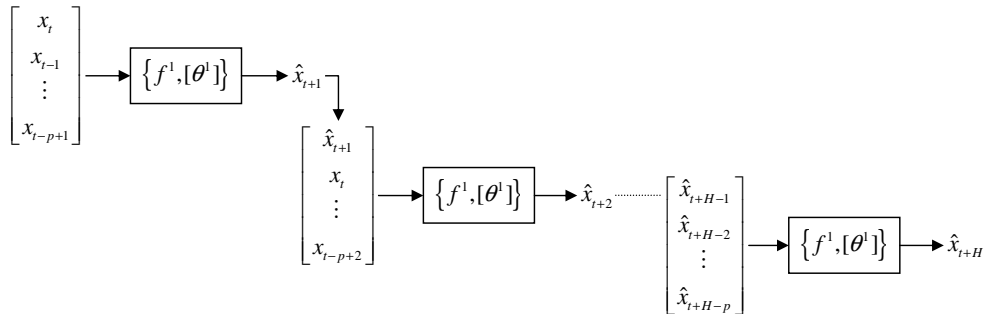 x_t
x_{t-1}
⋮
x_{t-p+1}
{f^1,[θ^1]}
x̂_{t+1}
x̂_{t+1}
x_t
⋮
x_{t-p+2}
{f^1,[θ^1]}
x̂_{t+2}
x̂_{t+H-1}
x̂_{t+H-2}
⋮
x̂_{t+H-p}
{f^1,[θ^1]}
x̂_{t+H}